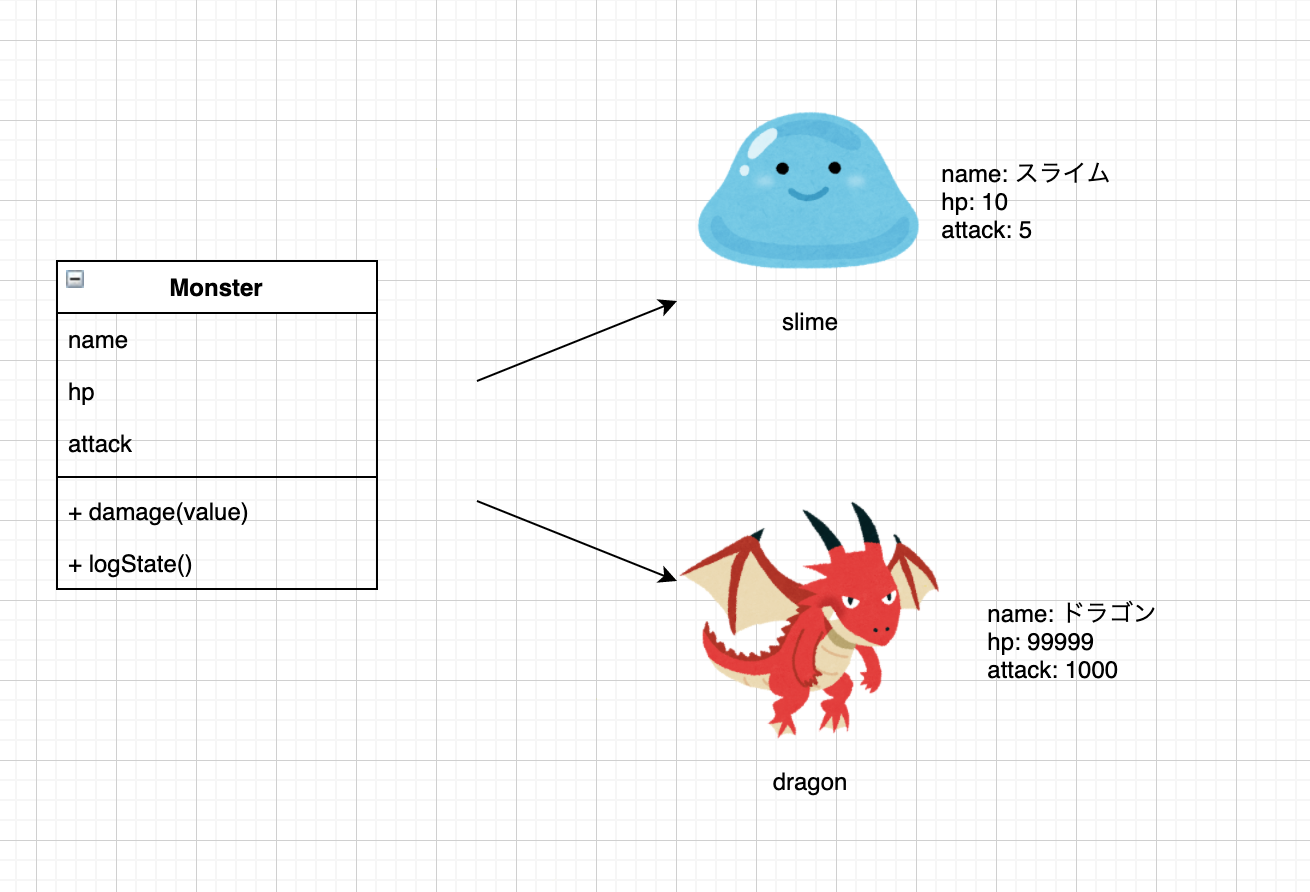 Monster
name
hp
attack
+ damage(value)
+ logState()
name: スライム
hp: 10
attack: 5
slime
name: ドラゴン
hp: 99999
attack: 1000
dragon